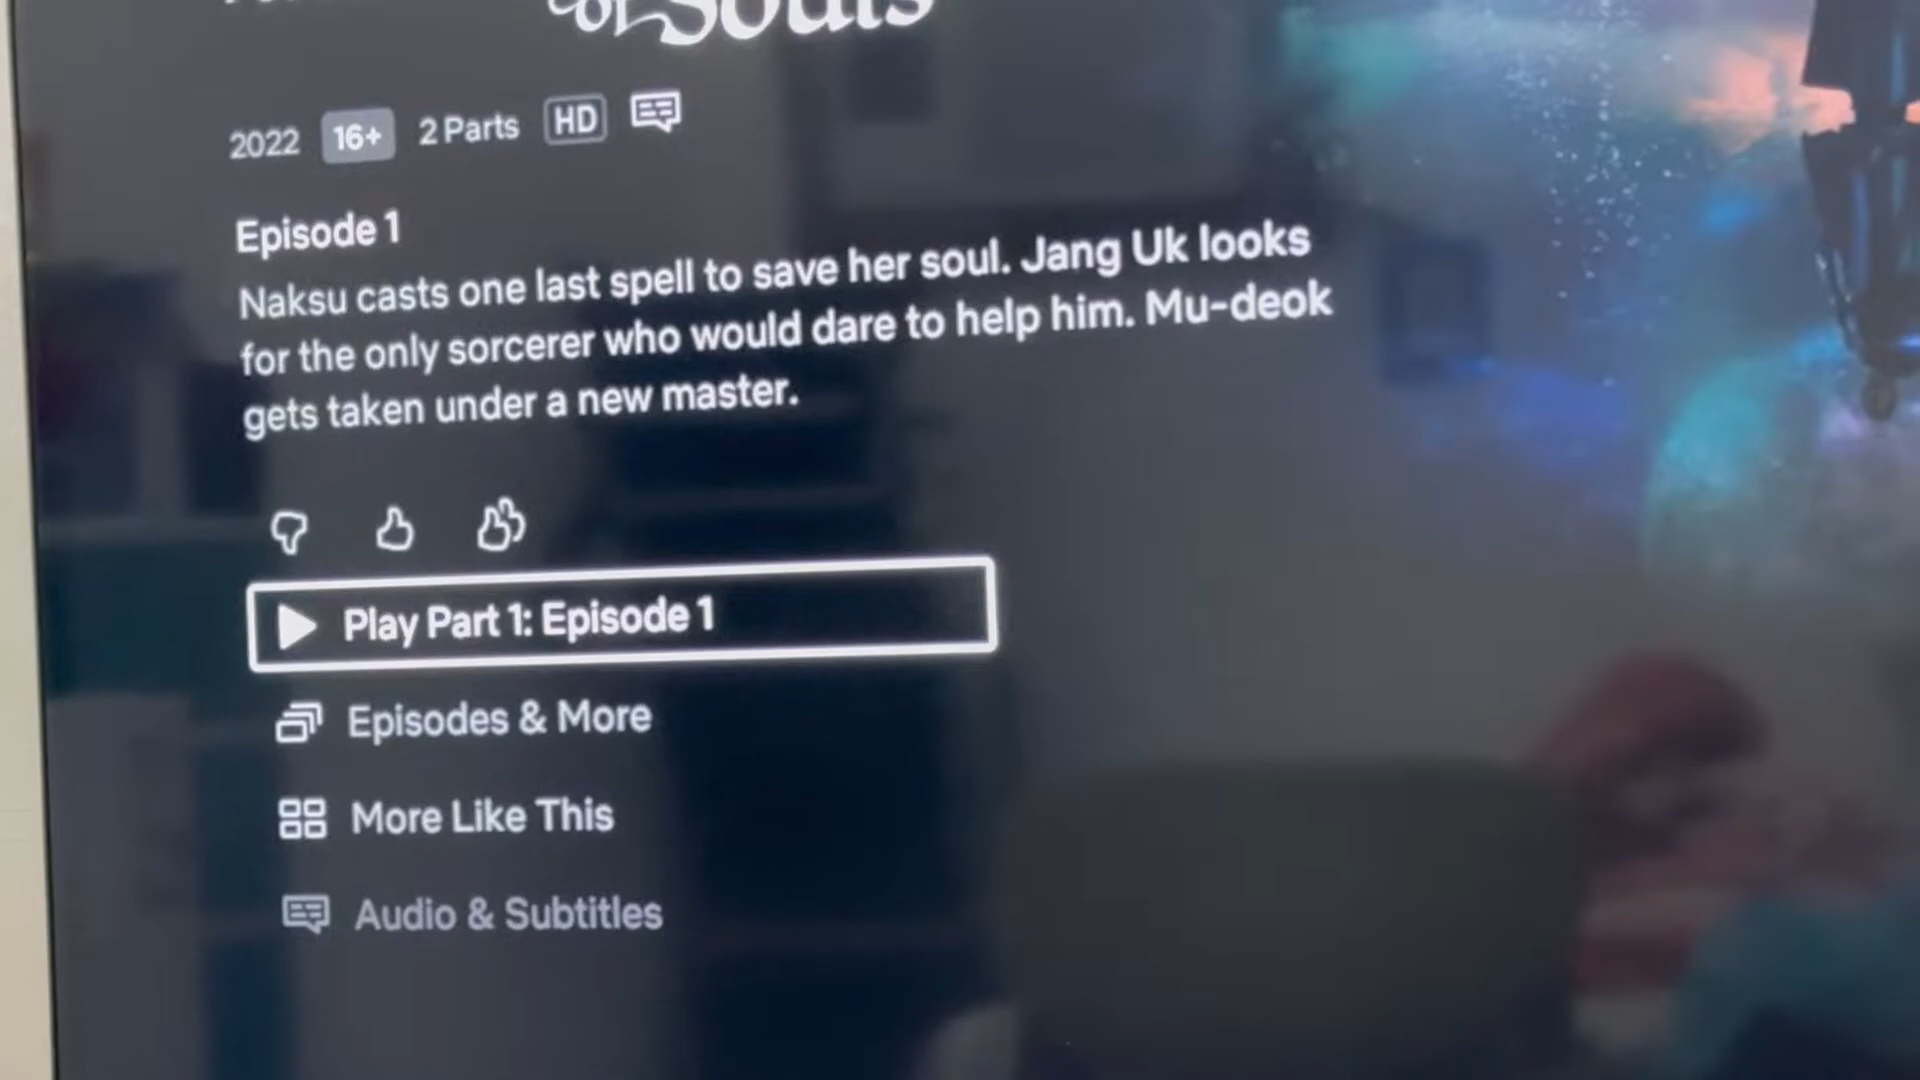 of Souls
2022 16+ 2 Parts HD
Episode 1
Naksu casts one last spell to save her soul. Jang Uk looks
for the only sorcerer who would dare to help him. Mu-deok
gets taken under a new master.
Play Part 1: Episode 1
Episodes & More
More Like This
Audio & Subtitles